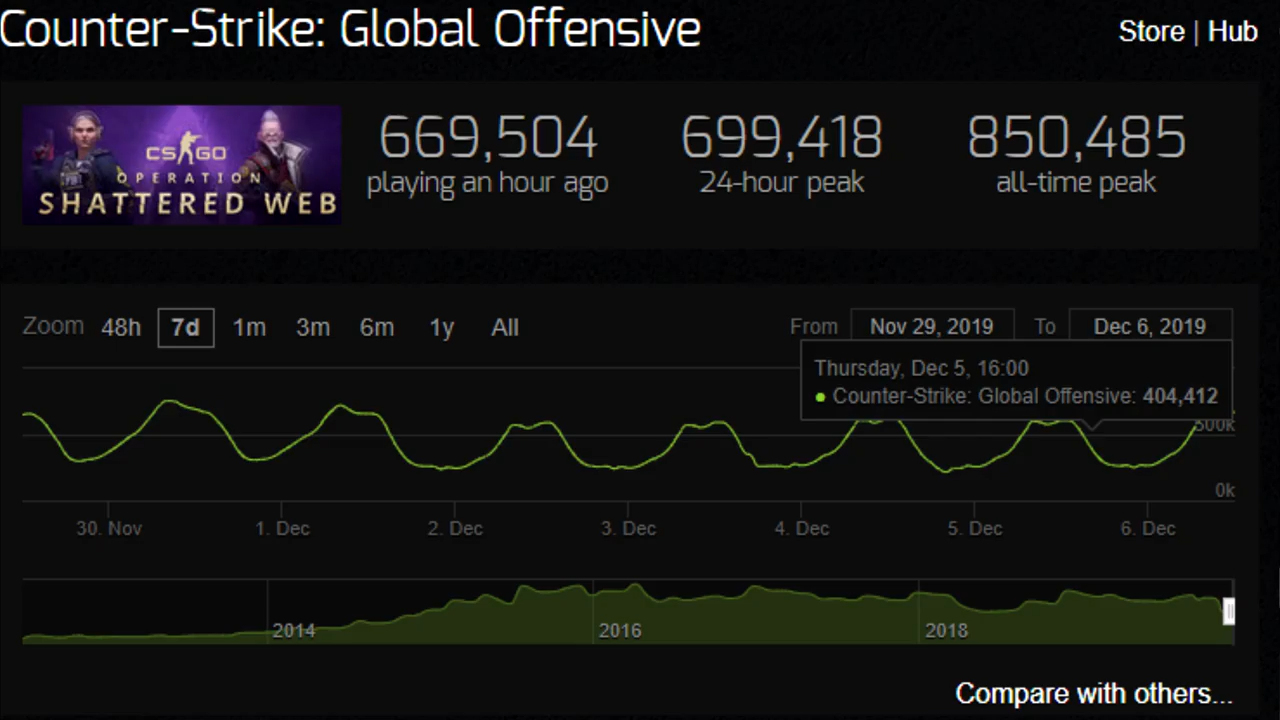 Counter-Strike: Global Offensive
Store | Hub
CS GO
OPERATION
SHATTERED WEB
669,504
playing an hour ago
699,418
24-hour peak
850,485
all-time peak
Zoom 48h 7d 1m 3m 6m 1y All
From Nov 29, 2019 To Dec 6, 2019
Thursday, Dec 5, 16:00
● Counter-Strike: Global Offensive: 404,412
500k
0k
30. Nov 1. Dec 2. Dec 3. Dec 4. Dec 5. Dec 6. Dec
2014 2016 2018
Compare with others...